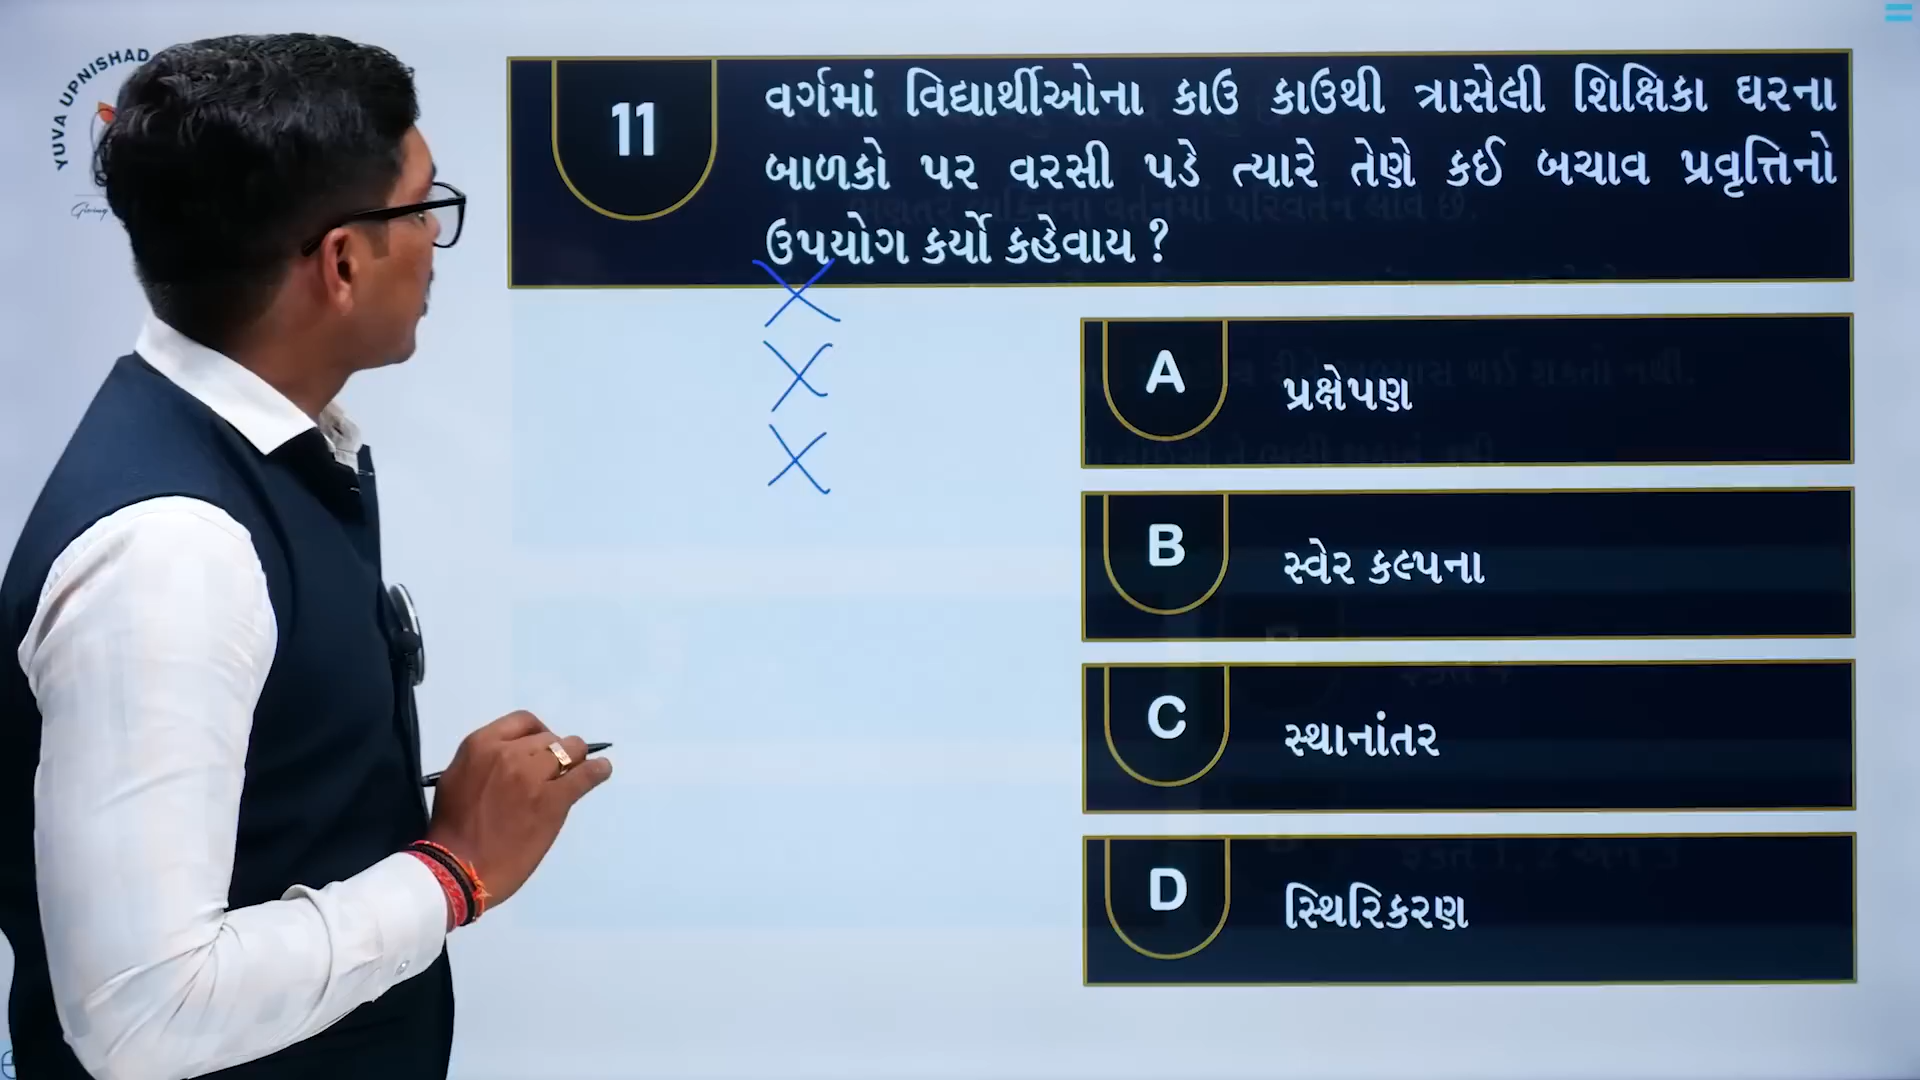 YUVA UPNISHAD
11
વર્ગમાં વિદ્યાર્થીઓના કાઉ કાઉથી ત્રાસેલી શિક્ષિકા ઘરના
બાળકો પર વરસી પડે ત્યારે તેણે કઈ બચાવ પ્રવૃત્તિનો
ઉપયોગ કર્યો કહેવાય ?
A
પ્રક્ષેપણ
B
સ્વેર કલ્પના
C
સ્થાનાંતર
D
સ્થિરિકરણ